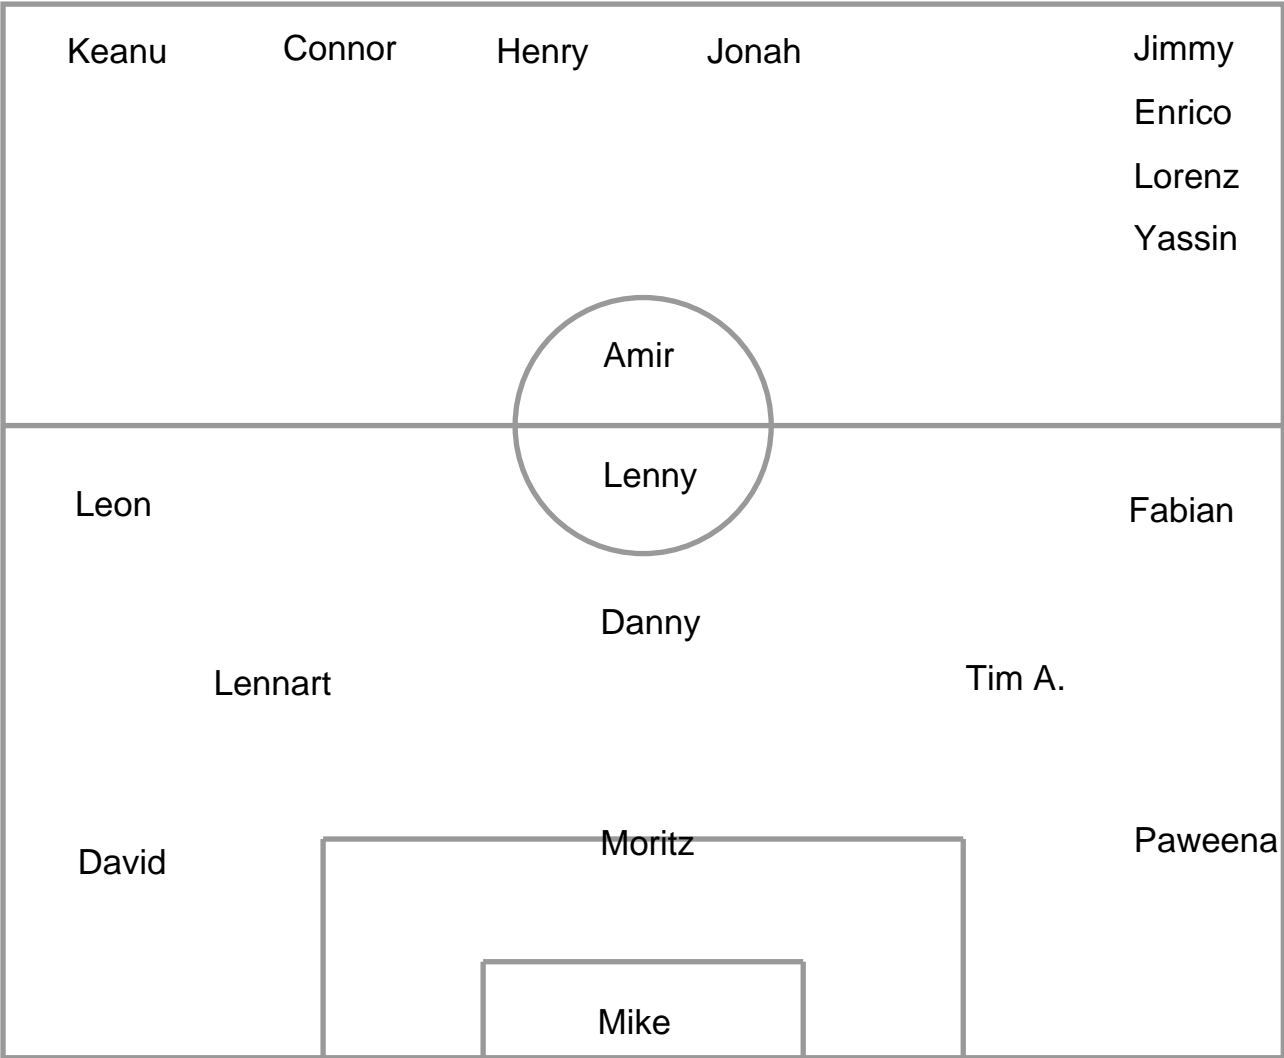 Keanu Connor Henry Jonah Jimmy
Enrico
Lorenz
Yassin
Amir
Lenny
Leon Fabian
Danny
Lennart Tim A.
Moritz Paweena
David
Mike